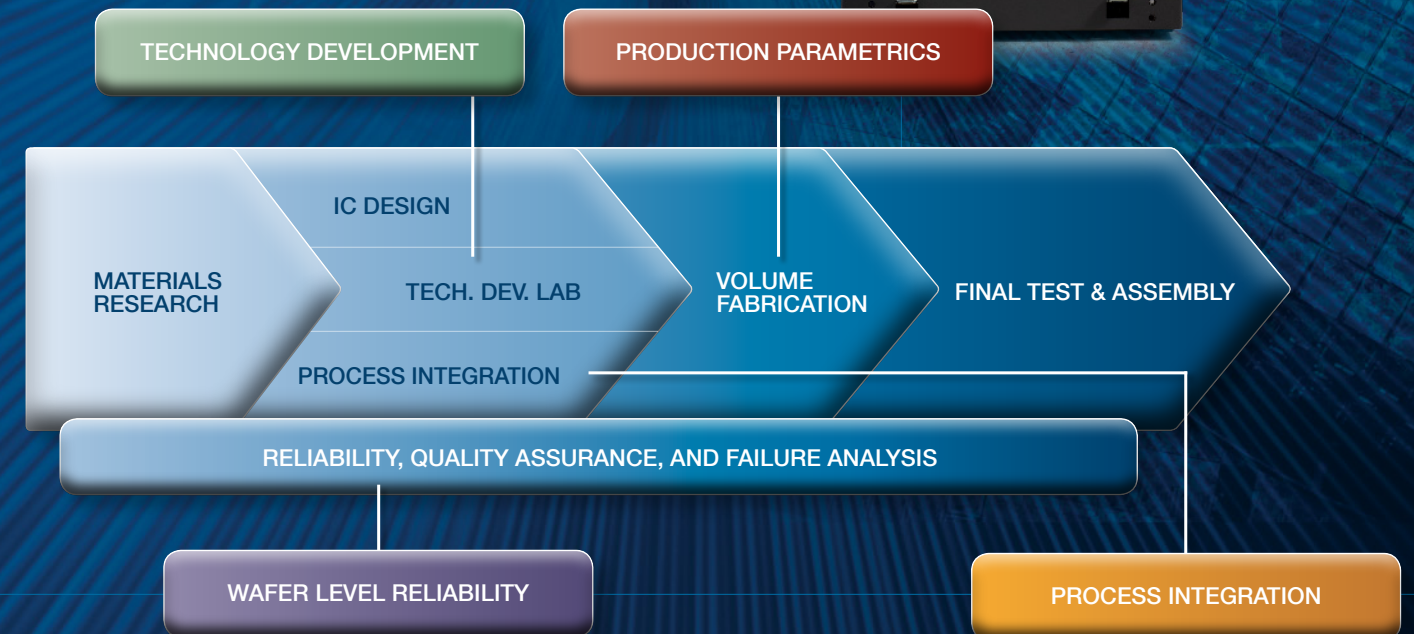 TECHNOLOGY DEVELOPMENT
PRODUCTION PARAMETRICS
IC DESIGN
MATERIALS
RESEARCH
TECH. DEV. LAB
VOLUME
FABRICATION
FINAL TEST & ASSEMBLY
PROCESS INTEGRATION
RELIABILITY, QUALITY ASSURANCE, AND FAILURE ANALYSIS
WAFER LEVEL RELIABILITY
PROCESS INTEGRATION